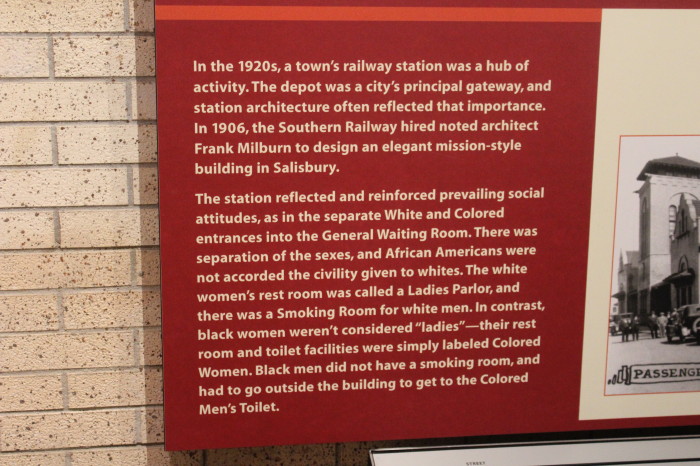 In the 1920s, a town's railway station was a hub of
activity. The depot was a city's principal gateway, and
station architecture often reflected that importance.
In 1906, the Southern Railway hired noted architect
Frank Milburn to design an elegant mission-style
building in Salisbury.
The station reflected and reinforced prevailing social
attitudes, as in the separate White and Colored
entrances into the General Waiting Room. There was
separation of the sexes, and African Americans were
not accorded the civility given to whites. The white
women's rest room was called a Ladies Parlor, and
there was a Smoking Room for white men. In contrast,
black women weren't considered "ladies"—their rest
room and toilet facilities were simply labeled Colored
Women. Black men did not have a smoking room, and
had to go outside the building to get to the Colored
Men's Toilet.
PASSENG
STREET